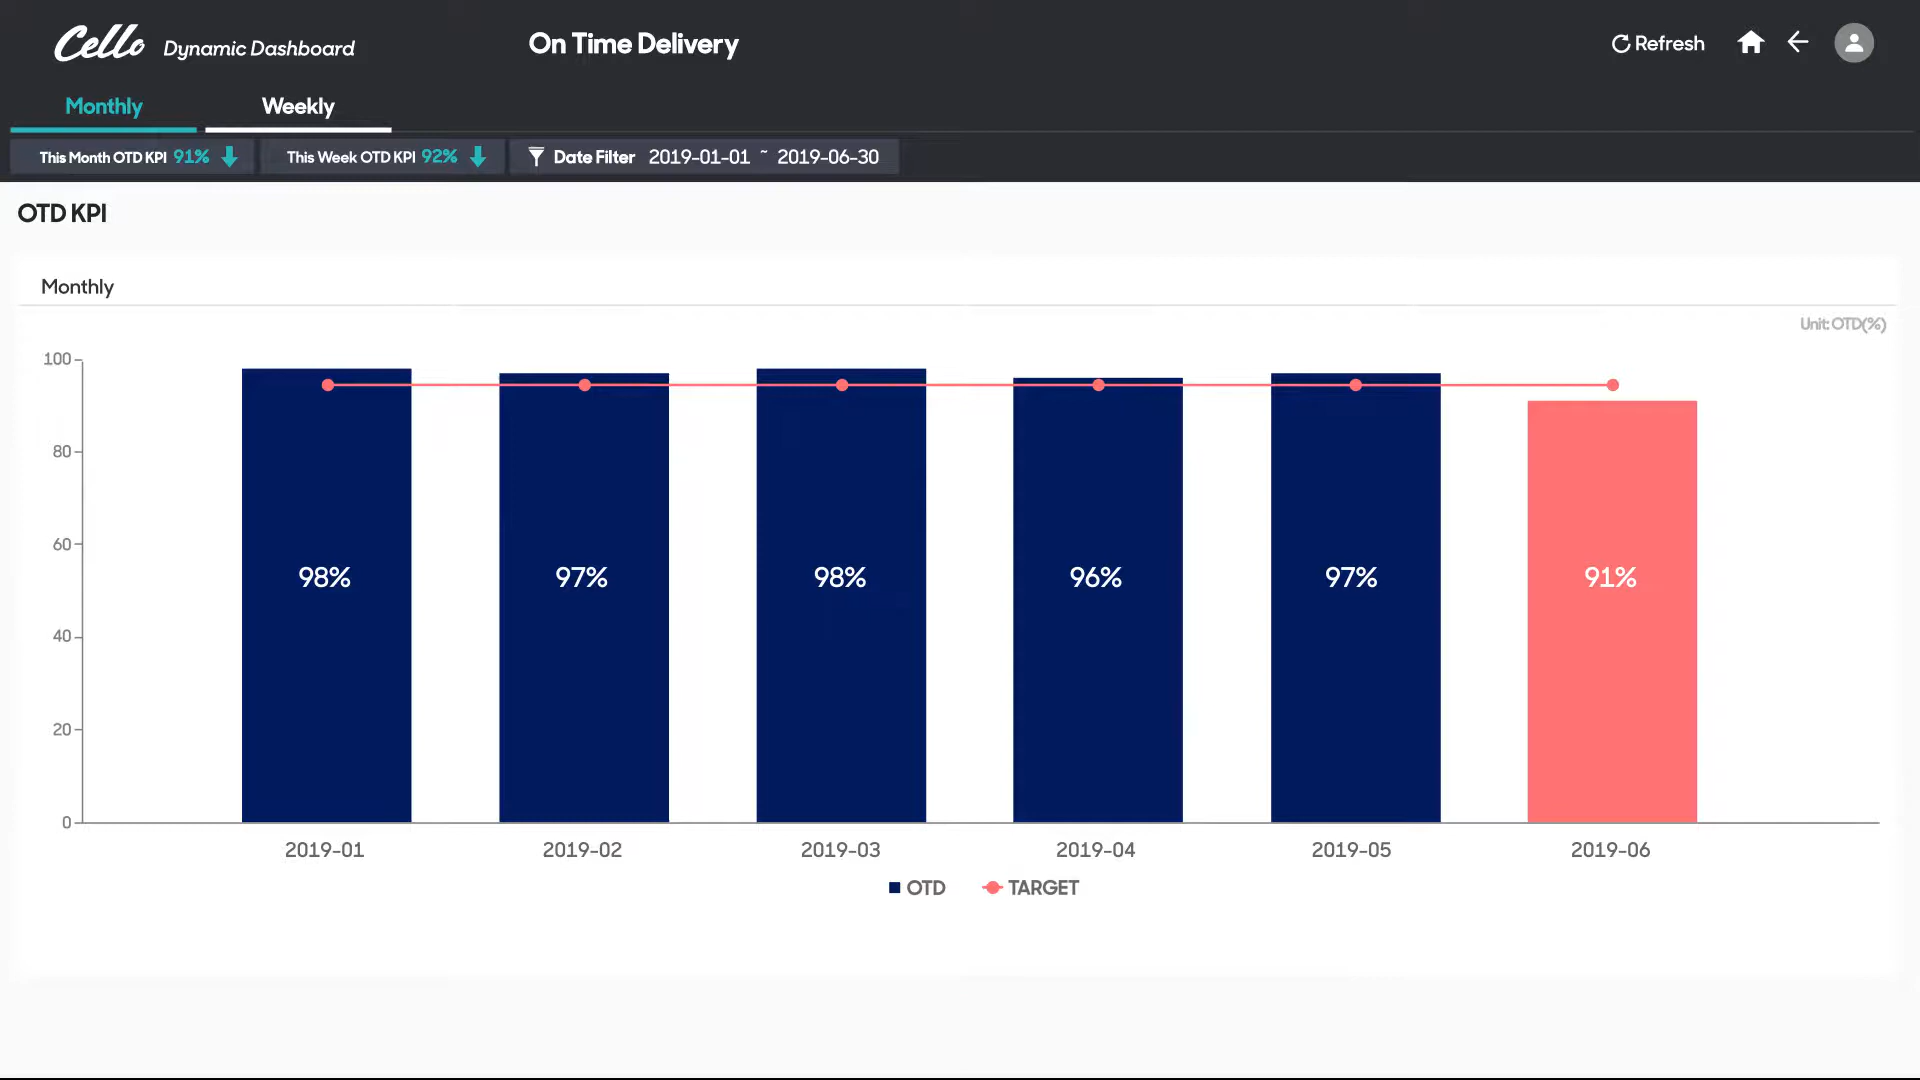 Cello Dynamic Dashboard
On Time Delivery
Refresh
Monthly
Weekly
This Month OTD KPI 91%
This Week OTD KPI 92%
Date Filter 2019-01-01 ~ 2019-06-30
OTD KPI
Monthly
Unit: OTD(%)
100
80
60
40
20
0
98%
97%
98%
96%
97%
91%
2019-01
2019-02
2019-03
2019-04
2019-05
2019-06
OTD
TARGET